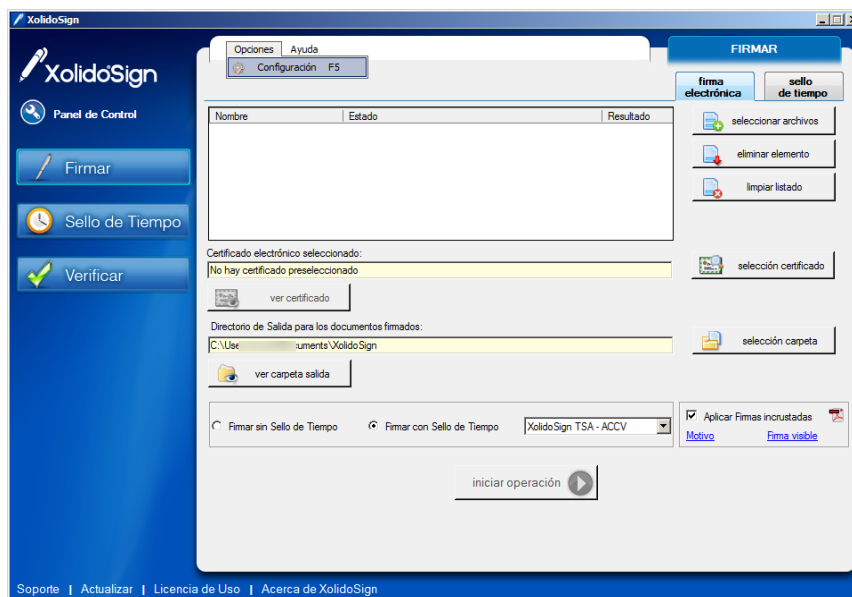 XolidoSign
XolidoSign
Panel de Control
Firmar
Sello de Tiempo
Verificar
Opciones Ayuda
Configuración F5
FIRMAR
firma electrónica
sello de tiempo
Nombre Estado Resultado
seleccionar archivos
eliminar elemento
limpiar listado
Certificado electrónico seleccionado:
No hay certificado preseleccionado
selección certificado
ver certificado
Directorio de Salida para los documentos firmados:
C:\Use uments\XolidoSign
selección carpeta
ver carpeta salida
Firmar sin Sello de Tiempo
Firmar con Sello de Tiempo
XolidoSign TSA - ACCV
Aplicar Firmas incrustadas
Motivo Firma visible
iniciar operación
Soporte | Actualizar | Licencia de Uso | Acerca de XolidoSign